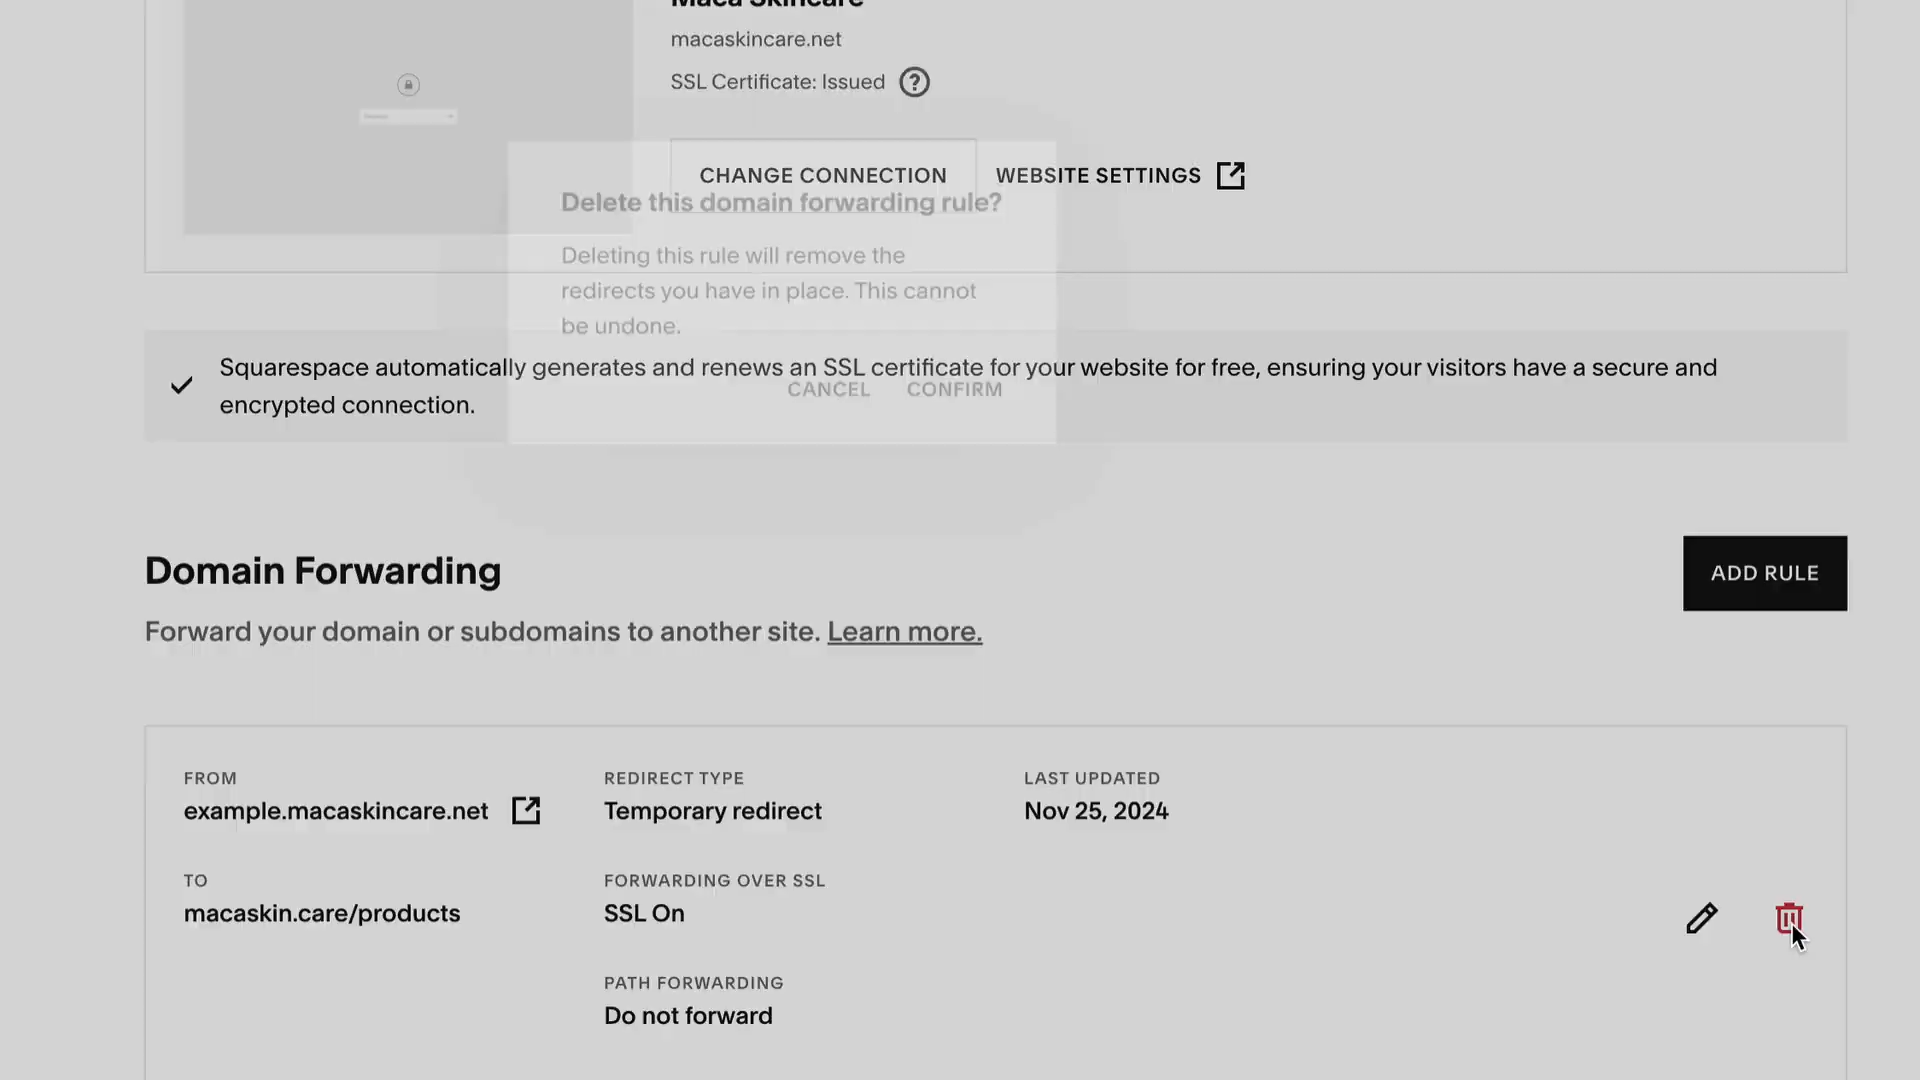 Maca Skincare
macaskincare.net
SSL Certificate: Issued
CHANGE CONNECTION
WEBSITE SETTINGS
Delete this domain forwarding rule?
Deleting this rule will remove the
redirects you have in place. This cannot
be undone.
CANCEL CONFIRM
Squarespace automatically generates and renews an SSL certificate for your website for free, ensuring your visitors have a secure and
encrypted connection.
Domain Forwarding
ADD RULE
Forward your domain or subdomains to another site. Learn more.
FROM
example.macaskincare.net
REDIRECT TYPE
Temporary redirect
LAST UPDATED
Nov 25, 2024
TO
macaskin.care/products
FORWARDING OVER SSL
SSL On
PATH FORWARDING
Do not forward